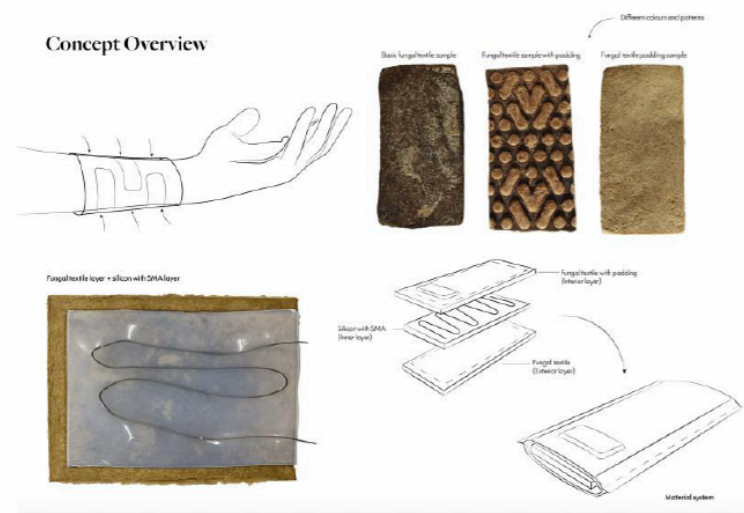 Concept Overview
Different colours and patterns
Basic fungal textile sample
Fungal textile sample with padding
Fungal textile padding sample
Fungal textile layer + silicon with SMA layer
Fungal textile with padding
(Interior layer)
Silicon with SMA
(Inner layer)
Fungal textile
(Exterior layer)
Material system